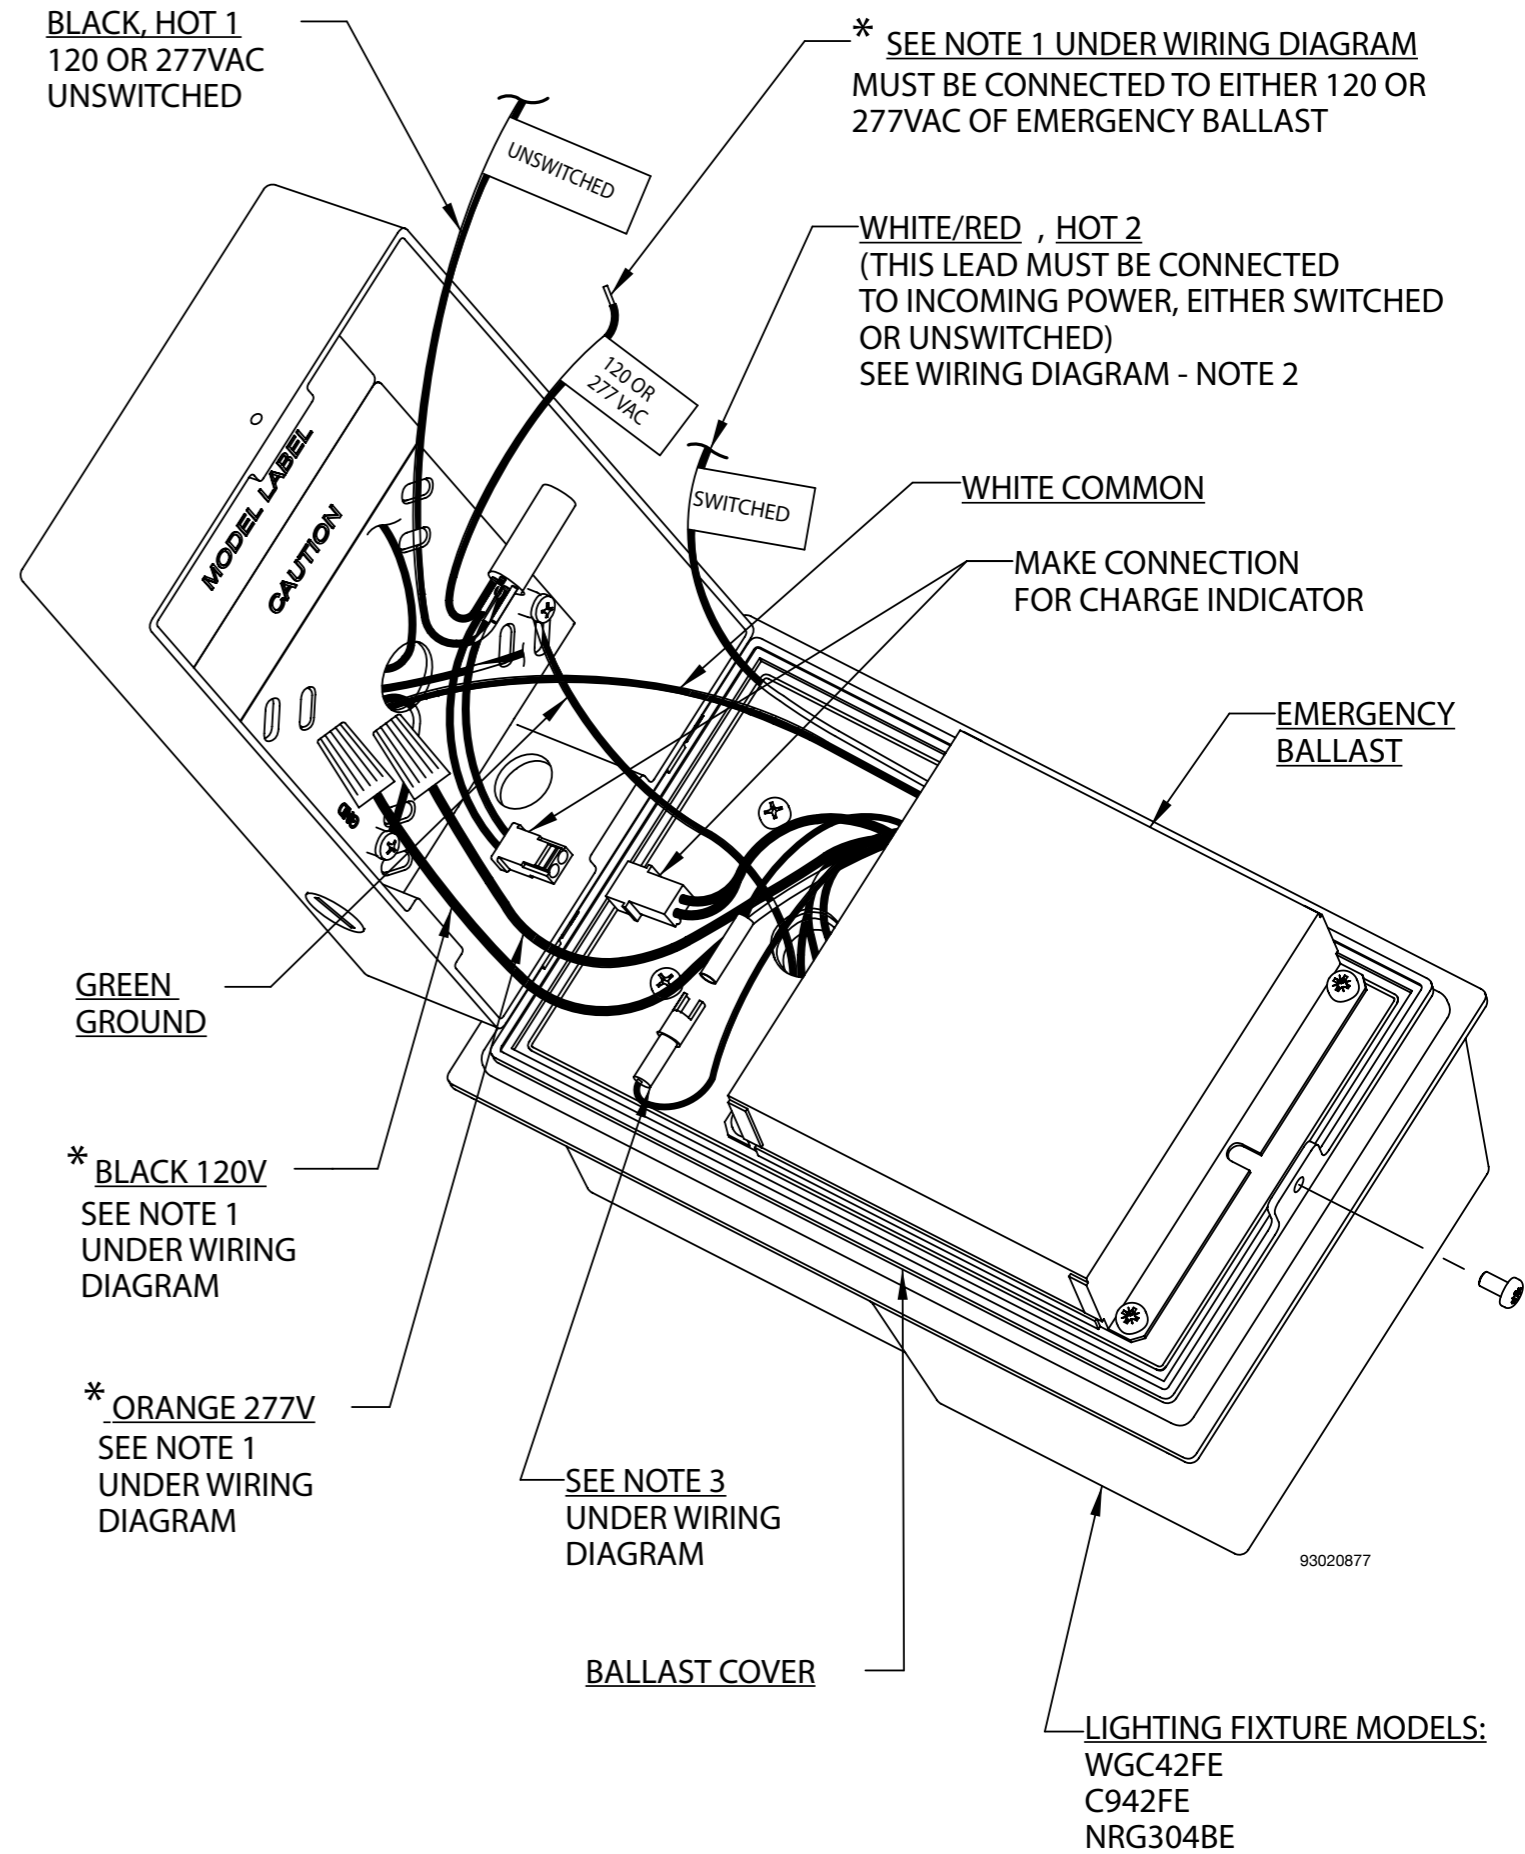 BLACK, HOT 1
120 OR 277VAC
UNSWITCHED
* SEE NOTE 1 UNDER WIRING DIAGRAM
MUST BE CONNECTED TO EITHER 120 OR
277VAC OF EMERGENCY BALLAST
UNSWITCHED
WHITE/RED , HOT 2
(THIS LEAD MUST BE CONNECTED
TO INCOMING POWER, EITHER SWITCHED
OR UNSWITCHED)
SEE WIRING DIAGRAM - NOTE 2
120 OR
277 VAC
SWITCHED
WHITE COMMON
MODEL LABEL
CAUTION
MAKE CONNECTION
FOR CHARGE INDICATOR
EMERGENCY
BALLAST
GND
GREEN
GROUND
* BLACK 120V
SEE NOTE 1
UNDER WIRING
DIAGRAM
* ORANGE 277V
SEE NOTE 1
UNDER WIRING
DIAGRAM
SEE NOTE 3
UNDER WIRING
DIAGRAM
93020877
BALLAST COVER
LIGHTING FIXTURE MODELS:
WGC42FE
C942FE
NRG304BE